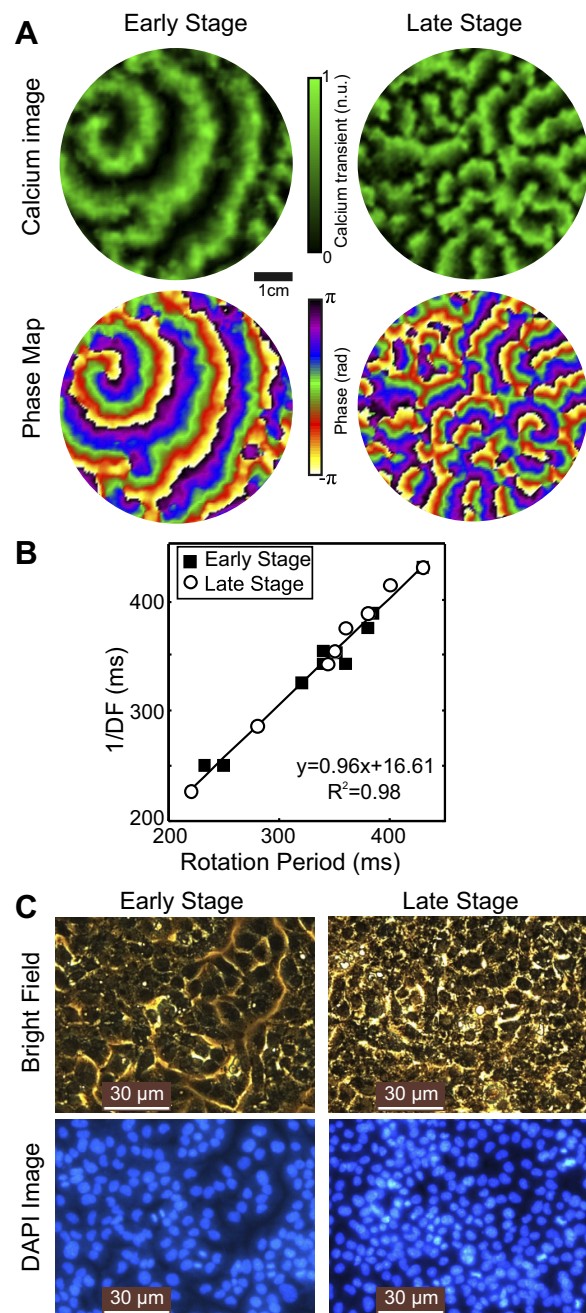 A
Early Stage
Late Stage
Calcium image
1
Calcium transient (n.u.)
0
1cm
Phase Map
π
Phase (rad)
-π
B
■ Early Stage
○ Late Stage
1/DF (ms)
400
300
200
y=0.96x+16.61
R²=0.98
200
300
400
Rotation Period (ms)
C
Early Stage
Late Stage
Bright Field
30 µm
30 µm
DAPI Image
30 µm
30 µm